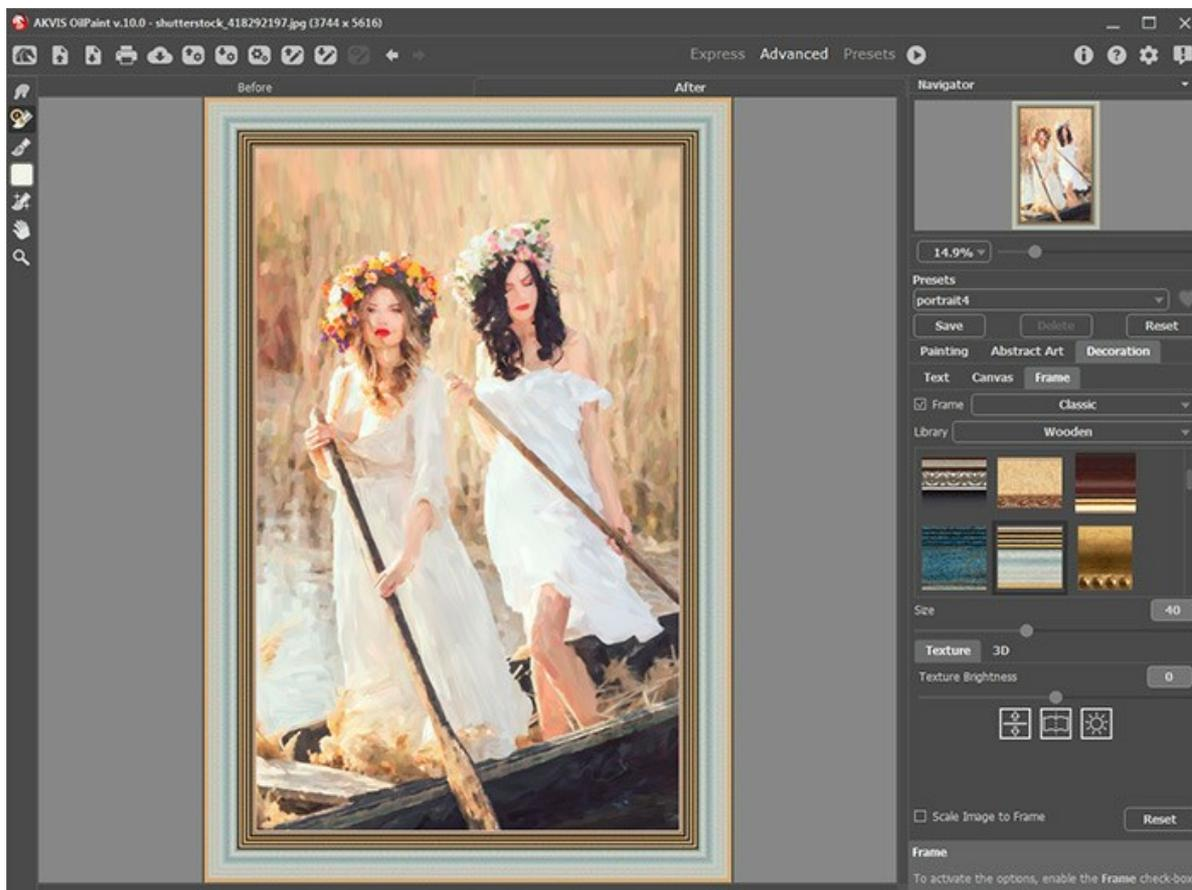 AKVIS OilPaint v.10.0 - shutterstock_418292197.jpg (3744 x 5616)
Express Advanced Presets
Before After
Navigator
14.9%
Presets
portrait4
Save Delete Reset
Painting Abstract Art Decoration
Text Canvas Frame
Frame Classic
Library Wooden
Size 40
Texture 3D
Texture Brightness 0
Scale Image to Frame Reset
Frame
To activate the options, enable the Frame check-box